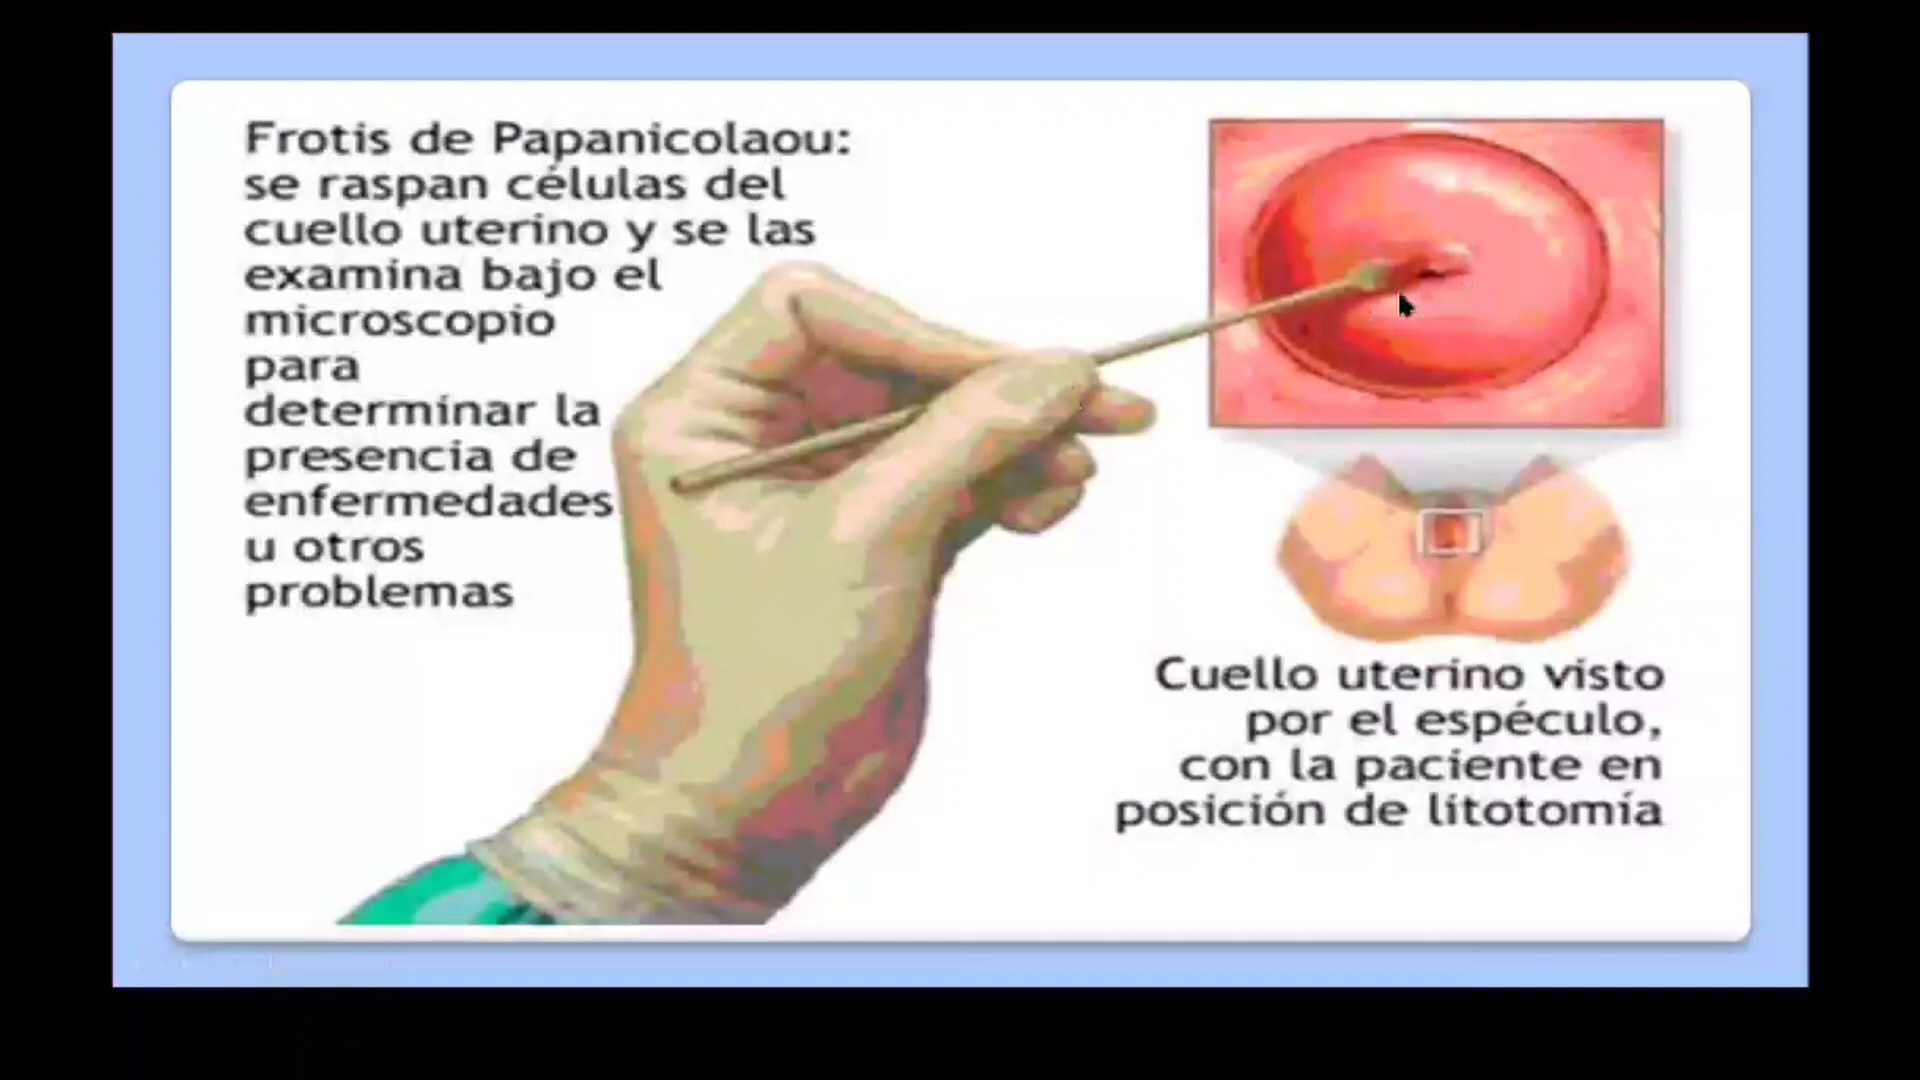 Frotis de Papanicolaou:
se raspan células del
cuello uterino y se las
examina bajo el
microscopio
para
determinar la
presencia de
enfermedades
u otros
problemas
Cuello uterino visto
por el espéculo,
con la paciente en
posición de litotomía